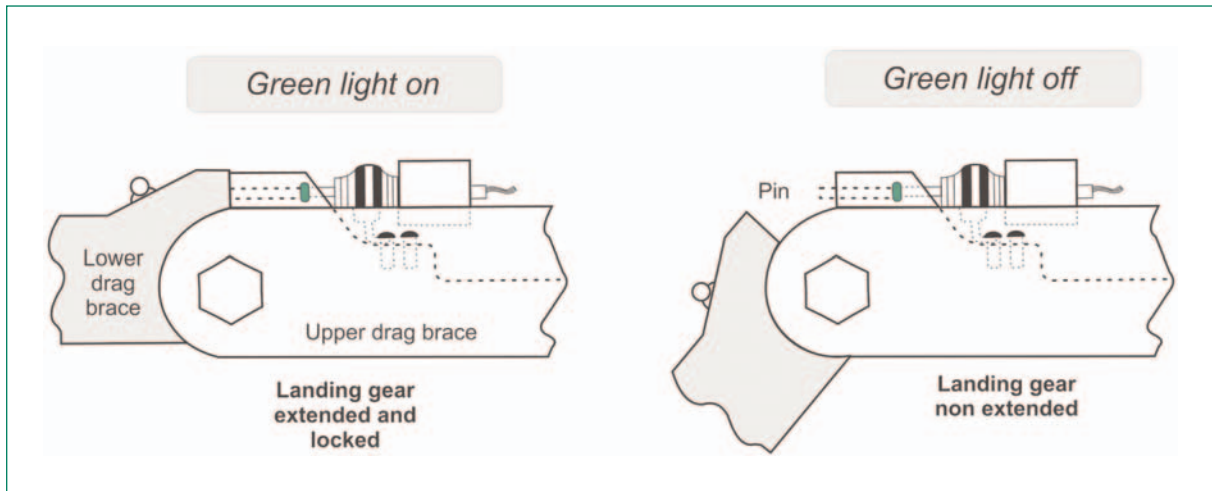 Green light on
Green light off
Pin
Lower
drag
brace
Upper drag brace
Landing gear
extended and
locked
Landing gear
non extended